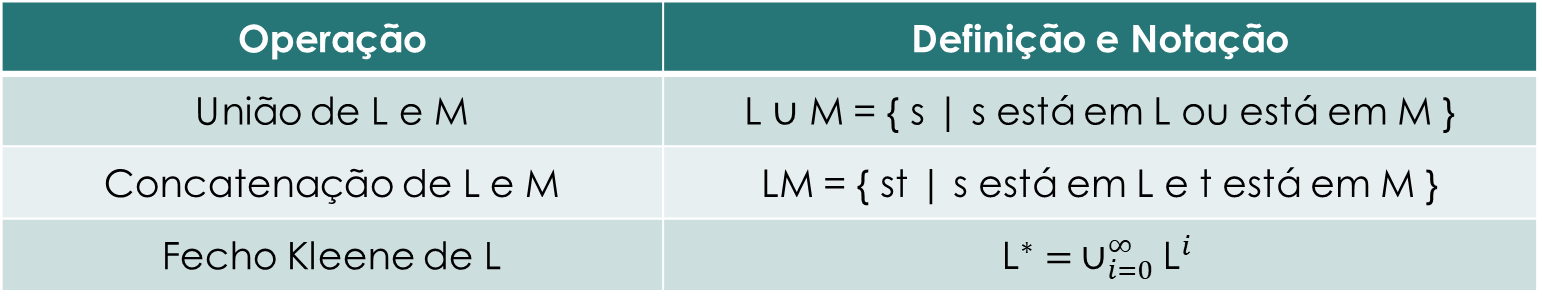 Operação Definição e Notação
União de L e M L ∪ M = { s | s está em L ou está em M }
Concatenação de L e M LM = { st | s está em L e t está em M }
Fecho Kleene de L L* = ∪_{i=0}^{∞} L^i